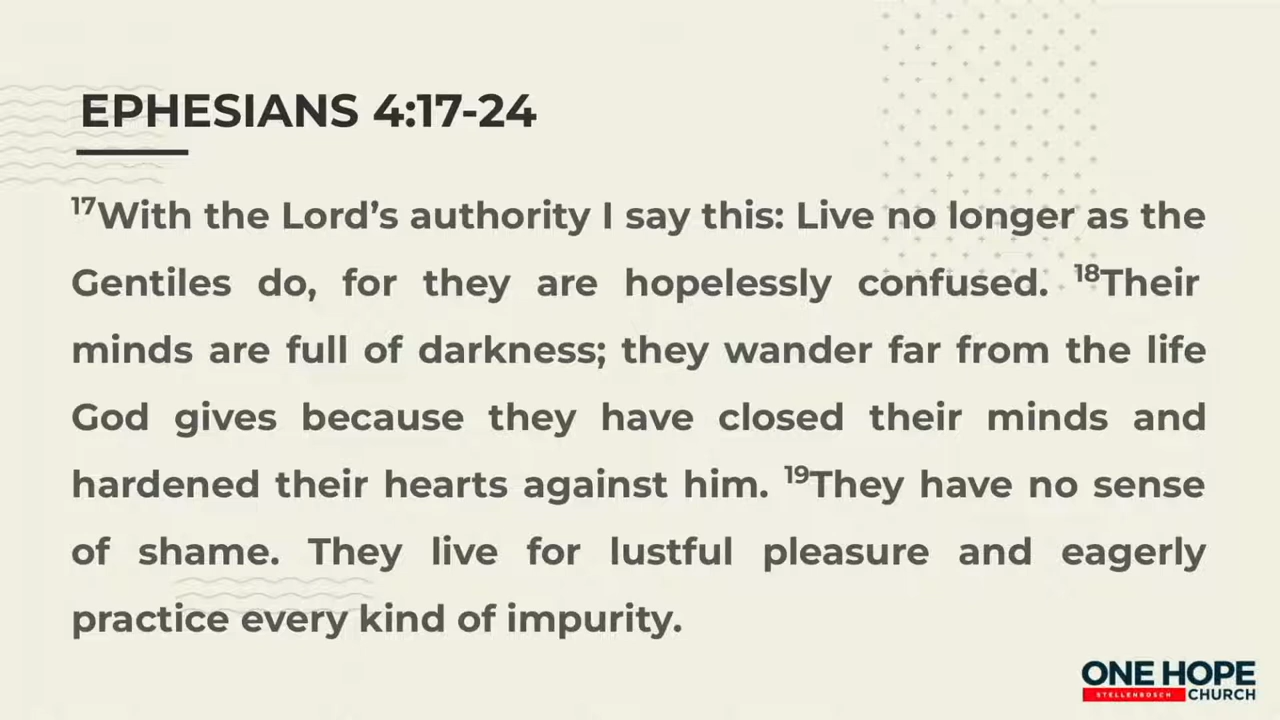 EPHESIANS 4:17-24
17With the Lord’s authority I say this: Live no longer as the
Gentiles do, for they are hopelessly confused. 18Their
minds are full of darkness; they wander far from the life
God gives because they have closed their minds and
hardened their hearts against him. 19They have no sense
of shame. They live for lustful pleasure and eagerly
practice every kind of impurity.
ONE HOPE
STELLENBOSCH CHURCH